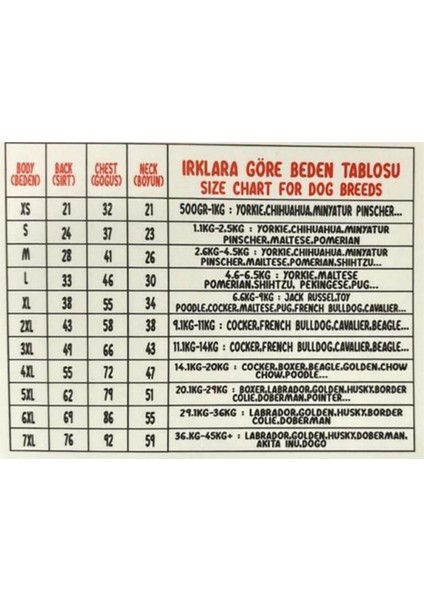 BODY (BEDEN) BACK (SIRT) CHEST (GOGUS) NECK (BOYUN) IRKLARA GÖRE BEDEN TABLOSU
SIZE CHART FOR DOG BREEDS
XS 21 32 21 500GR-1KG : YORKIE.CHIHUAHUA.MINYATUR PINSCHER...
S 24 37 23 1.1KG-2.5KG : YORKIE.CHIHUAHUA.MINYATUR
PINSCHER.MALTESE.POMERIAN
M 28 41 26 2.6KG-4.5KG : YORKIE.CHIHUAHUA.MINYATUR
PINSCHER.MALTESE.POMERIAN.SHIHTZU...
L 33 46 30 4.6-6.5KG : YORKIE.MALTESE
POMERIAN.SHIHTZU, PEKINGESE.PUG...
XL 38 55 34 6.6KG-9KG : JACK RUSSEL.TOY
POODLE.COCKER.MALTESE.PUG.FRENCH BULLDOG.CAVALIER...
2XL 43 58 38 9.1KG-11KG : COCKER.FRENCH BULLDOG.CAVALIER.BEAGLE...
3XL 49 66 43 11.1KG-14KG : COCKER.FRENCH BULLDOG.CAVALIER.BEAGLE...
4XL 55 72 47 14.1KG-20KG : COCKER.BOXER.BEAGLE.GOLDEN.CHOW
CHOW.POODLE...
5XL 62 79 51 20.1KG-29KG : BOXER.LABRADOR.GOLDEN.HUSKY.BORDER
COLIE.DOBERMAN.POINTER...
6XL 69 86 55 29.1KG-36KG : LABRADOR.GOLDEN.HUSKY.BORDER
COLIE.DOBERMAN
7XL 76 92 59 36.KG-45KG+ : LABRADOR.GOLDEN.HUSKY.DOBERMAN.
AKITA INU.DOGO